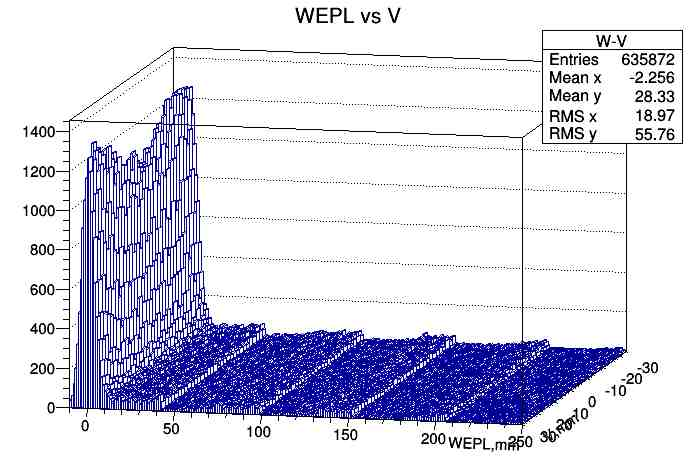 WEPL vs V
W-V
Entries 635872
Mean x -2.256
Mean y 28.33
RMS x 18.97
RMS y 55.76
1400
1200
1000
800
600
400
200
0
0 50 100 150 200 250
WEPL,mm
-30
-20
-10
0